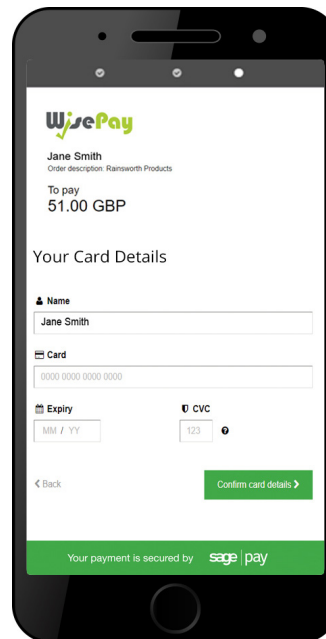 WisePay
Jane Smith
Order description: Rainsworth Products
To pay
51.00 GBP
Your Card Details
Name
Jane Smith
Card
0000 0000 0000 0000
Expiry CVC
MM / YY 123
Back Confirm card details
Your payment is secured by sage pay